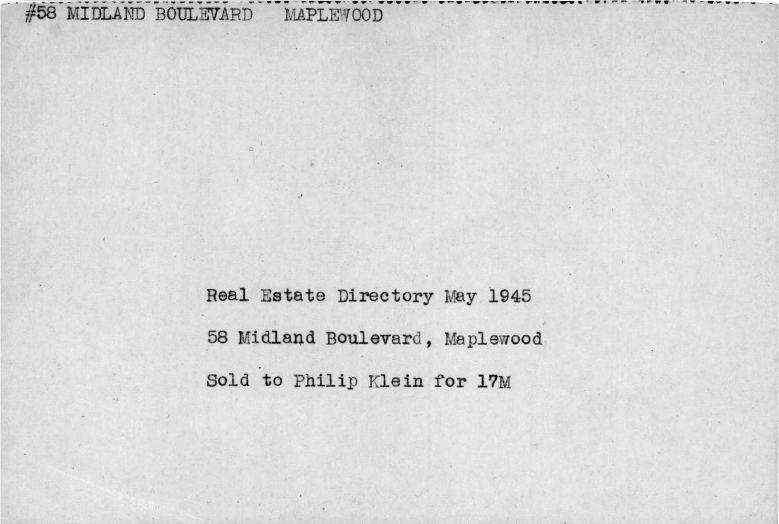 #58 MIDLAND BOULEVARD MAPLEWOOD
Real Estate Directory May 1945
58 Midland Boulevard, Maplewood
Sold to Philip Klein for 17M